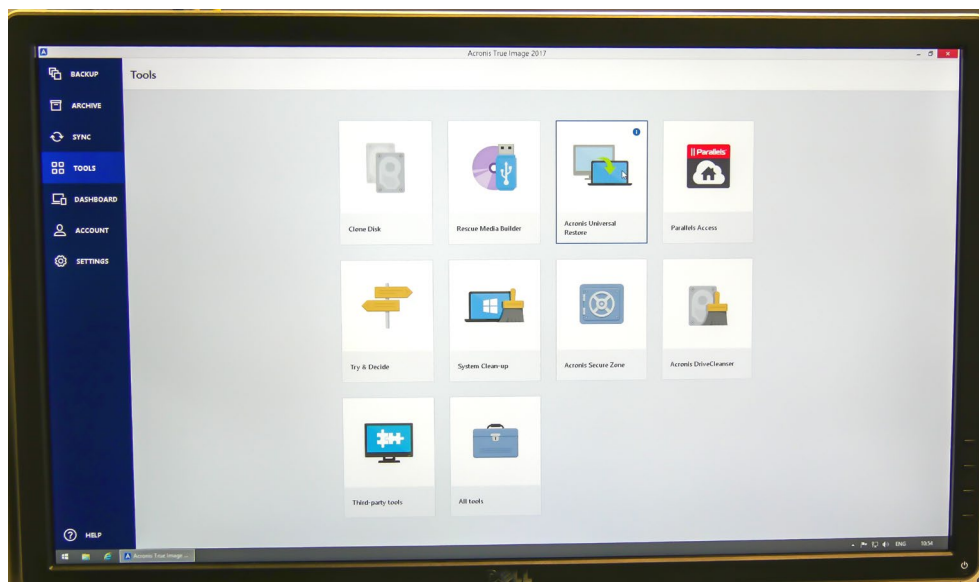 Acronis True Image 2017
BACKUP
ARCHIVE
SYNC
TOOLS
DASHBOARD
ACCOUNT
SETTINGS
HELP
Tools
Clone Disk
Rescue Media Builder
Acronis Universal
Restore
Parallels
Parallels Access
Try & Decide
System Clean-up
Acronis Secure Zone
Acronis DriveCleanser
Third-party tools
All tools
Acronis True Image ...
ENG
10:54
DELL